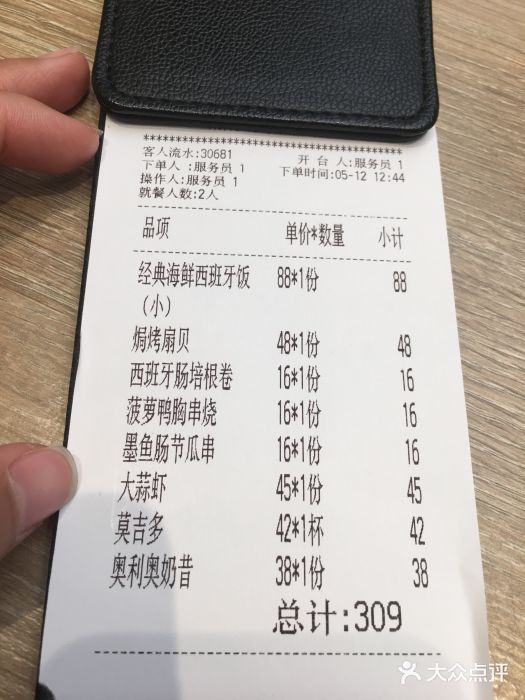 ****************************************
客人流水:30681 开 台 人:服务员 1
下单人 :服务员 1 下单时间:05-12 12:44
操作人:服务员 1
就餐人数:2人
品项 单价*数量 小计
经典海鲜西班牙饭 88*1份 88
(小)
焗烤扇贝 48*1份 48
西班牙肠培根卷 16*1份 16
菠萝鸭胸串烧 16*1份 16
墨鱼肠节瓜串 16*1份 16
大蒜虾 45*1份 45
莫吉多 42*1杯 42
奥利奥奶昔 38*1份 38
总计:309
大众点评